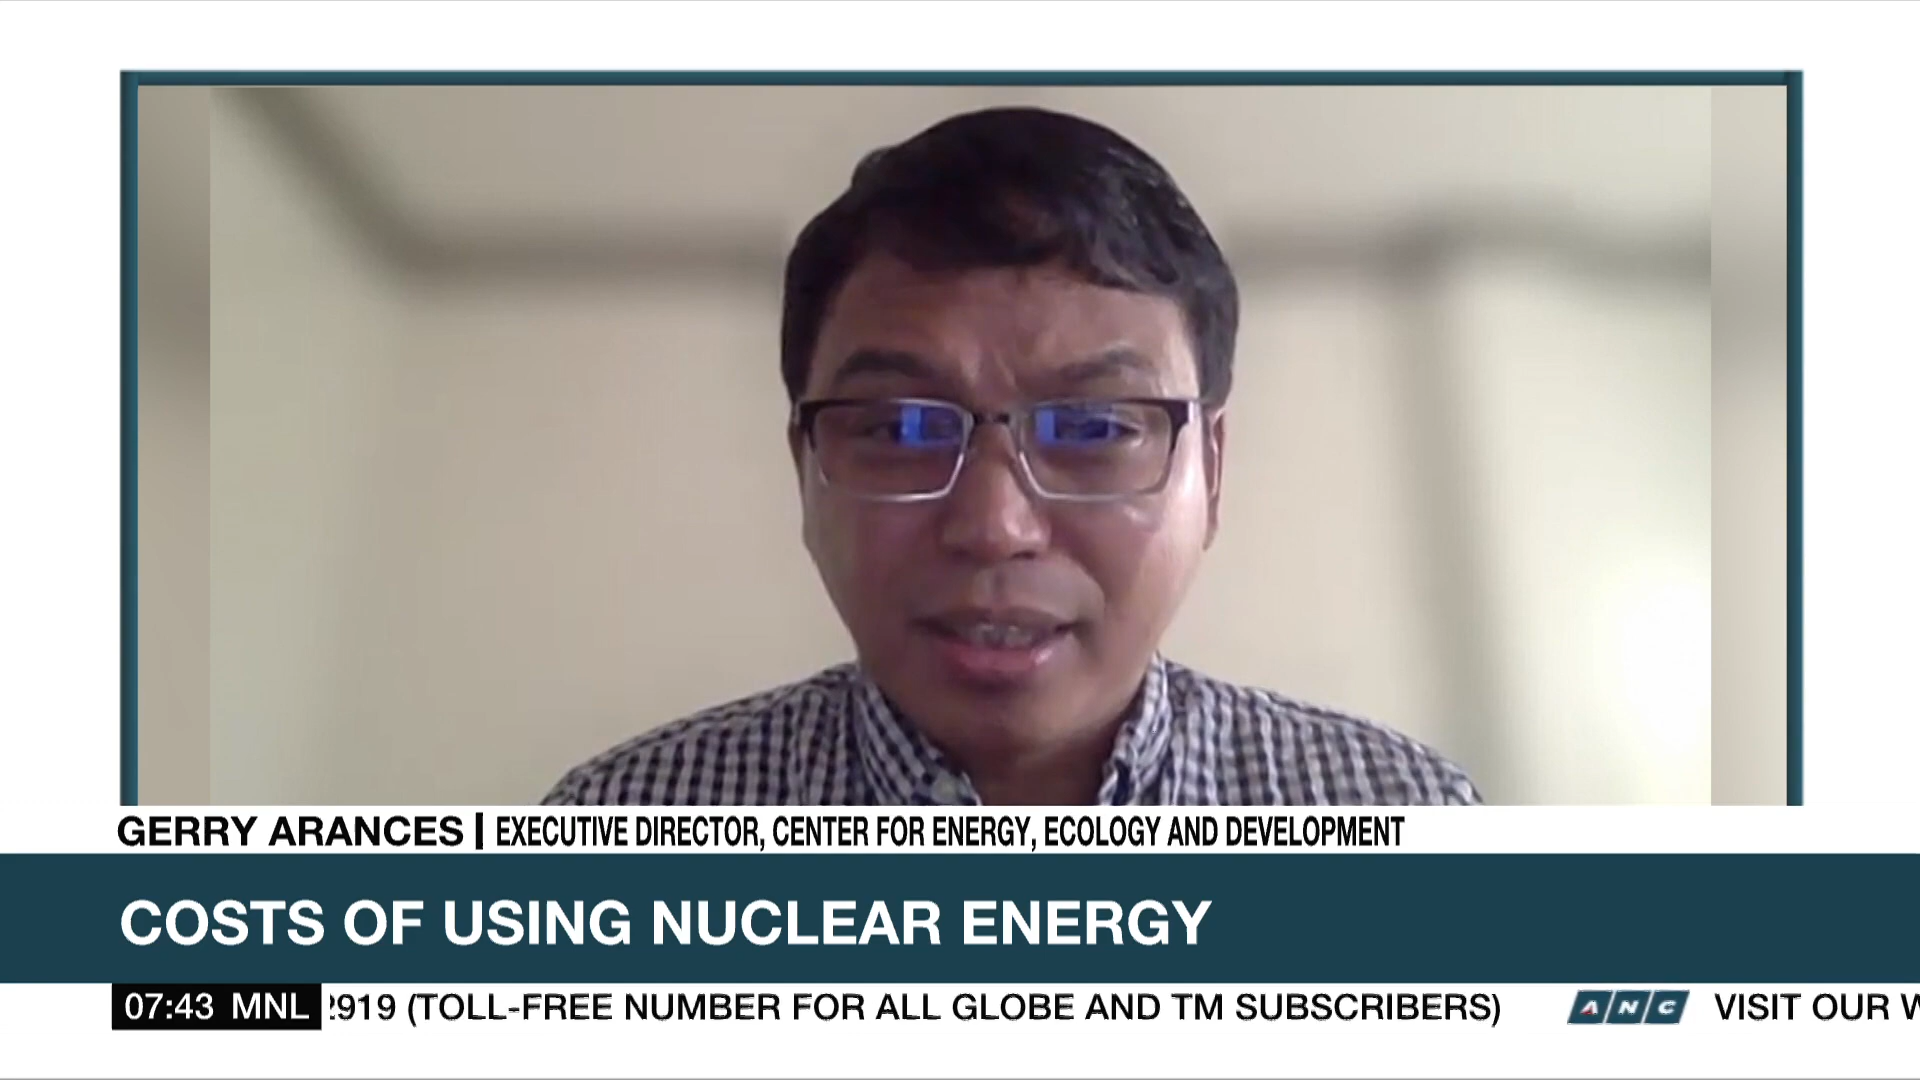 GERRY ARANCES | EXECUTIVE DIRECTOR, CENTER FOR ENERGY, ECOLOGY AND DEVELOPMENT
COSTS OF USING NUCLEAR ENERGY
07:43 MNL 2919 (TOLL-FREE NUMBER FOR ALL GLOBE AND TM SUBSCRIBERS) ANC VISIT OUR